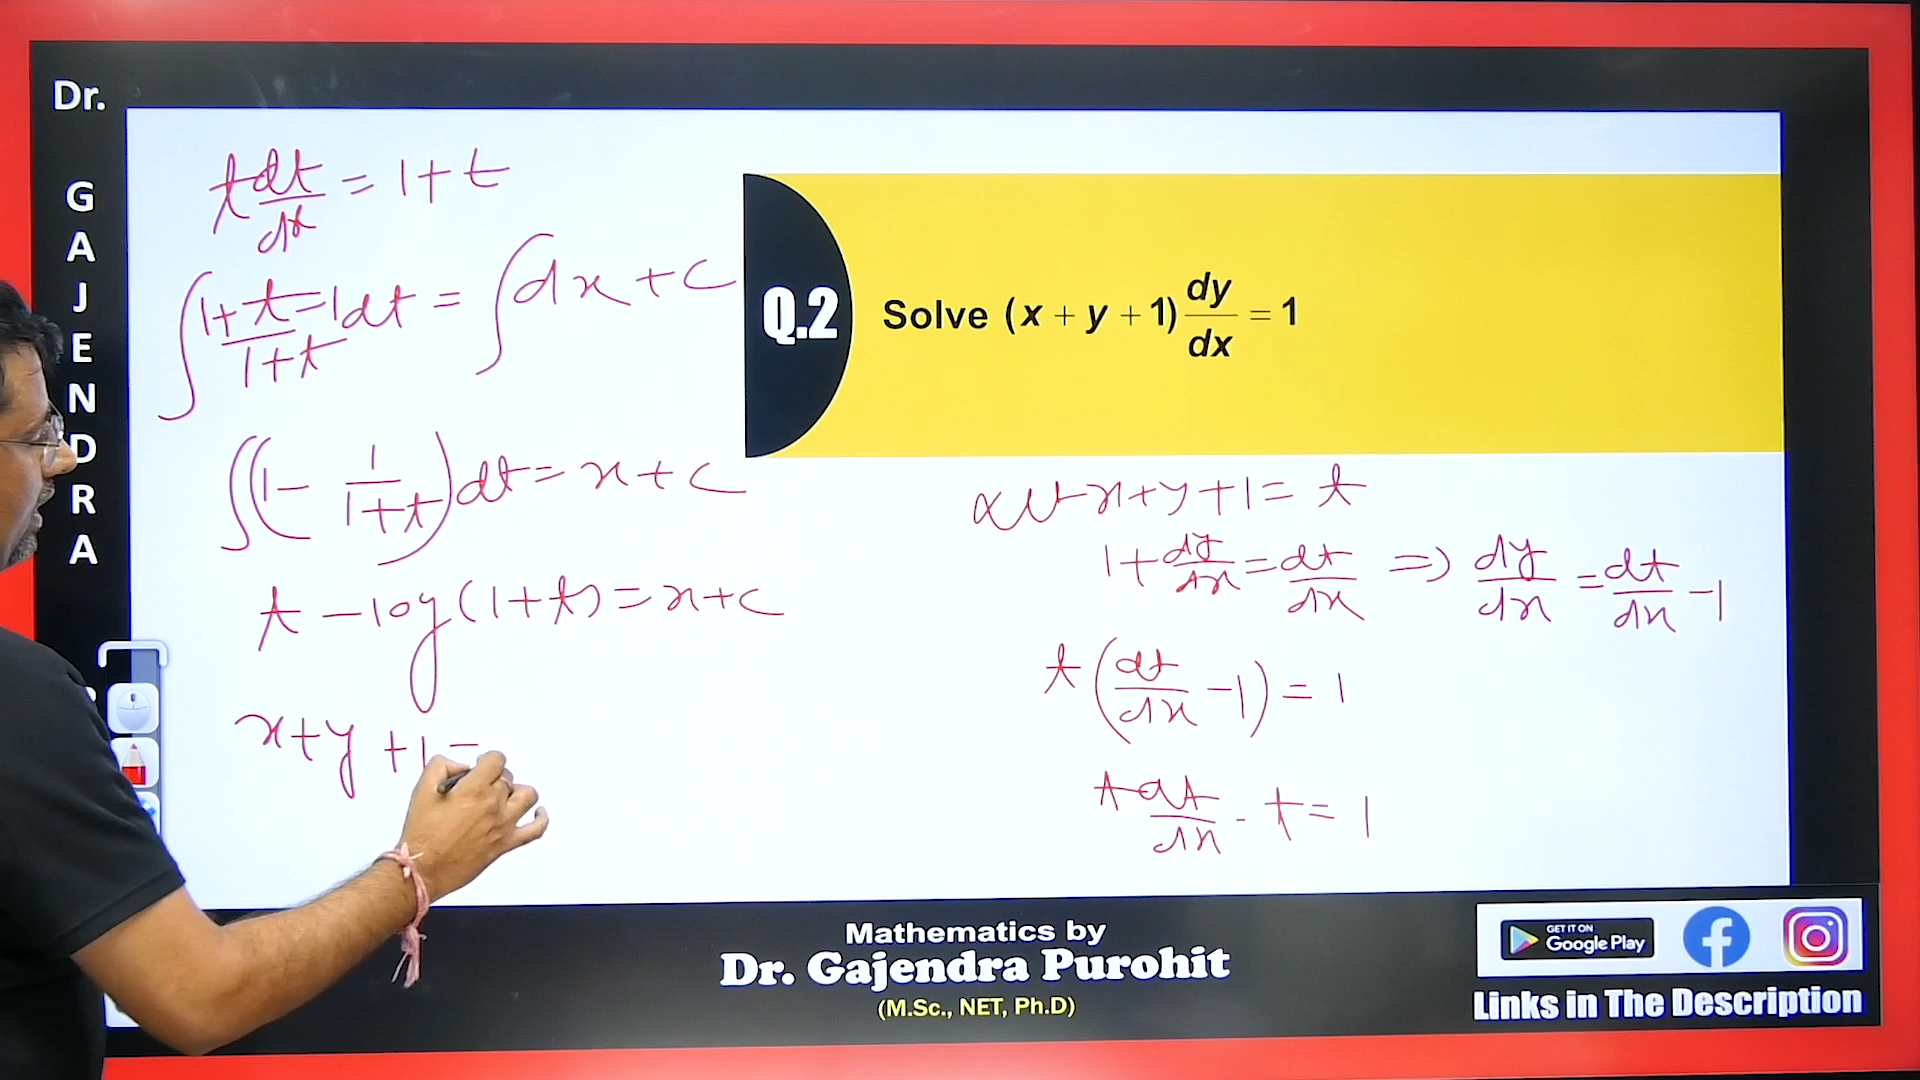 Dr.
GAJENDRA
t dt/dx = 1+t
∫ (1+t-1)/(1+t) dt = ∫ dx + c
∫ (1 - 1/(1+t)) dt = x + c
t - log(1+t) = x+c
x+y+1 =
Q.2
Solve (x + y + 1) dy/dx = 1
x+y+1 = t
1 + dy/dx = dt/dx ⇒ dy/dx = dt/dx - 1
t (dt/dx - 1) = 1
t dt/dx - t = 1
Mathematics by
Dr. Gajendra Purohit
(M.Sc., NET, Ph.D)
GET IT ON
Google Play
Links in The Description